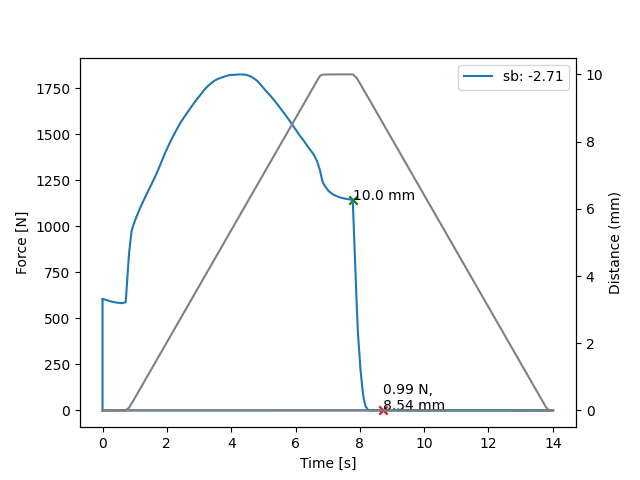 sb: -2.71
1750
1500
1250
1000
750
500
250
0
Force [N]
10
8
6
4
2
0
Distance (mm)
10.0 mm
0.99 N,
8.54 mm
0 2 4 6 8 10 12 14
Time [s]